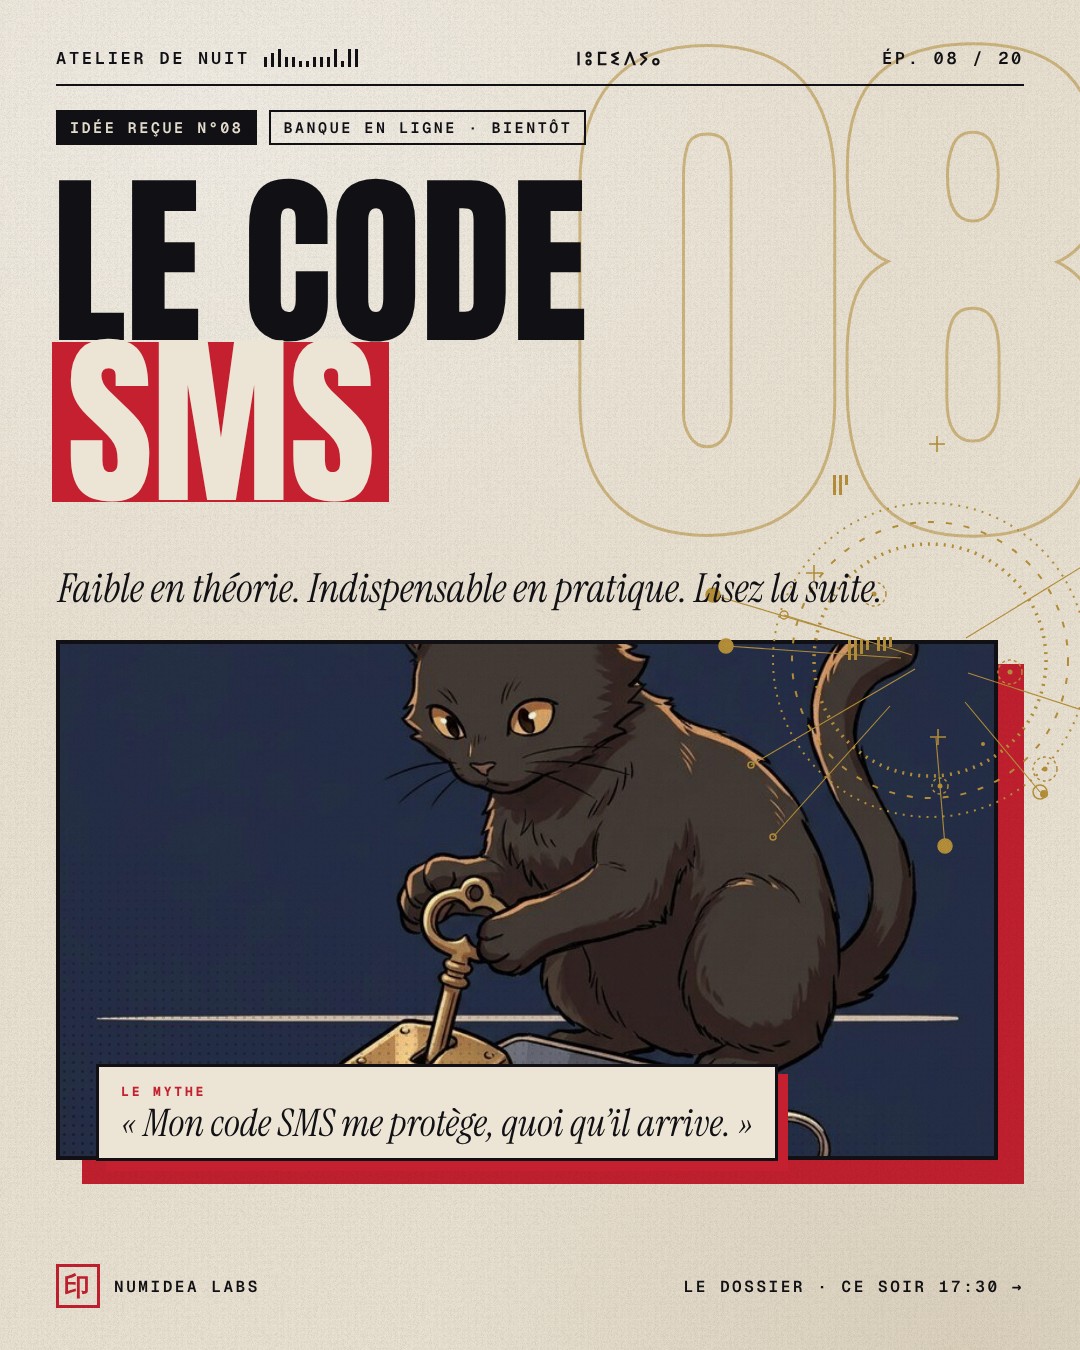 ATELIER DE NUIT
ⵏⵓⵎⵉⴷⵢⴰ
ÉP. 08 / 20
IDÉE REÇUE N°08
BANQUE EN LIGNE · BIENTÔT
08
LE CODE
SMS
Faible en théorie. Indispensable en pratique. Lisez la suite.
LE MYTHE
« Mon code SMS me protège, quoi qu’il arrive. »
印
NUMIDEA LABS
LE DOSSIER · CE SOIR 17:30 →